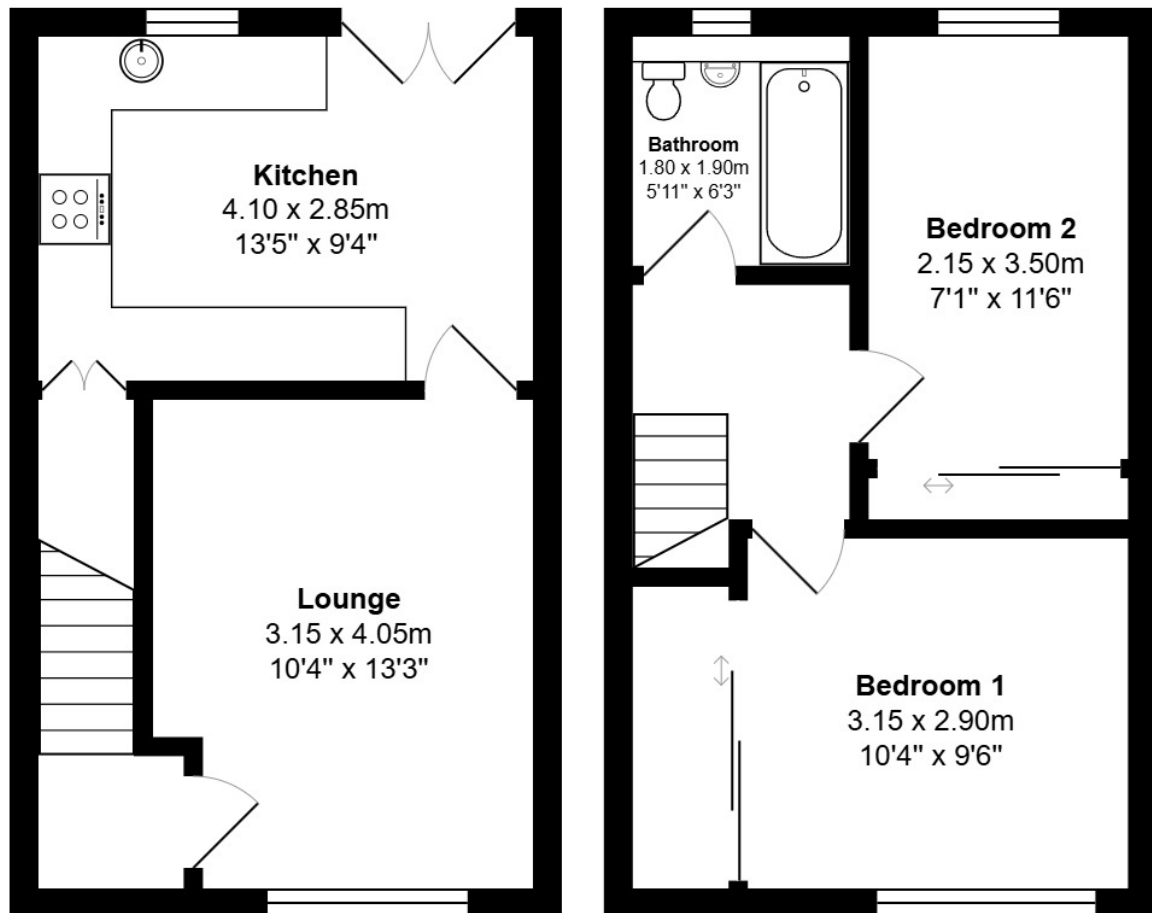 Kitchen
4.10 x 2.85m
13'5" x 9'4"
Lounge
3.15 x 4.05m
10'4" x 13'3"
Bathroom
1.80 x 1.90m
5'11" x 6'3"
Bedroom 2
2.15 x 3.50m
7'1" x 11'6"
Bedroom 1
3.15 x 2.90m
10'4" x 9'6"